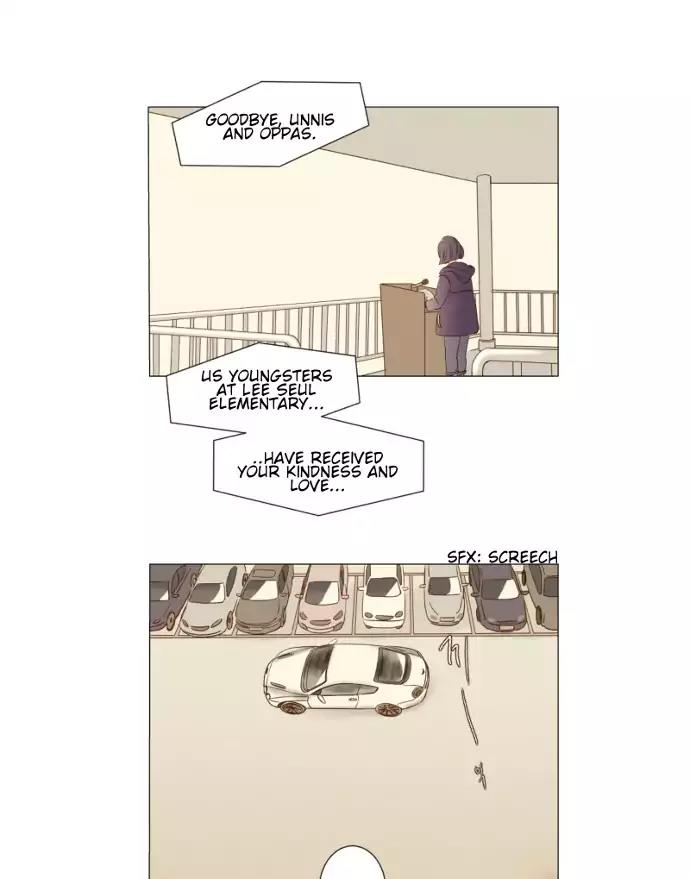 GOODBYE, UNNIS
AND OPPAS.
US YOUNGSTERS
AT LEE SEUL
ELEMENTARY...
..HAVE RECEIVED
YOUR KINDNESS AND
LOVE...
SFX: SCREECH